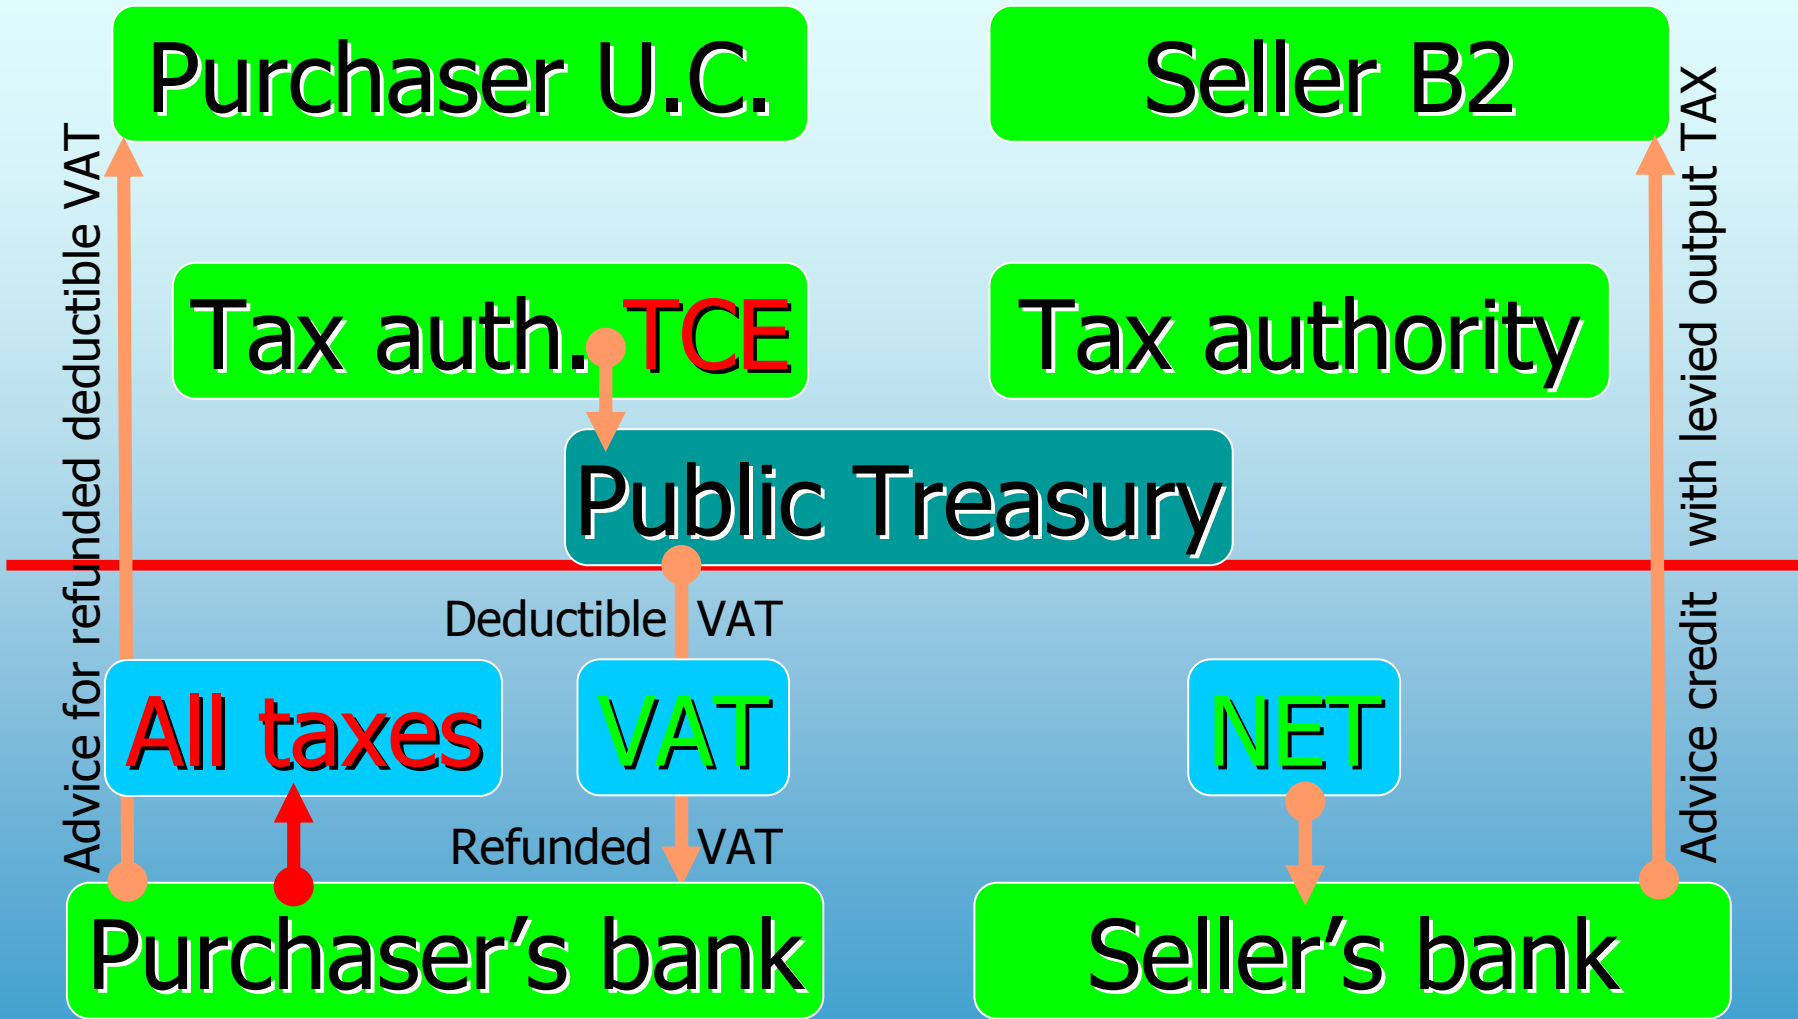 Purchaser U.C.
Seller B2
Advice for refunded deductible VAT
Advice credit with levied output TAX
Tax auth. TCE
Tax authority
Public Treasury
Deductible VAT
All taxes
VAT
NET
Refunded VAT
Purchaser’s bank
Seller’s bank